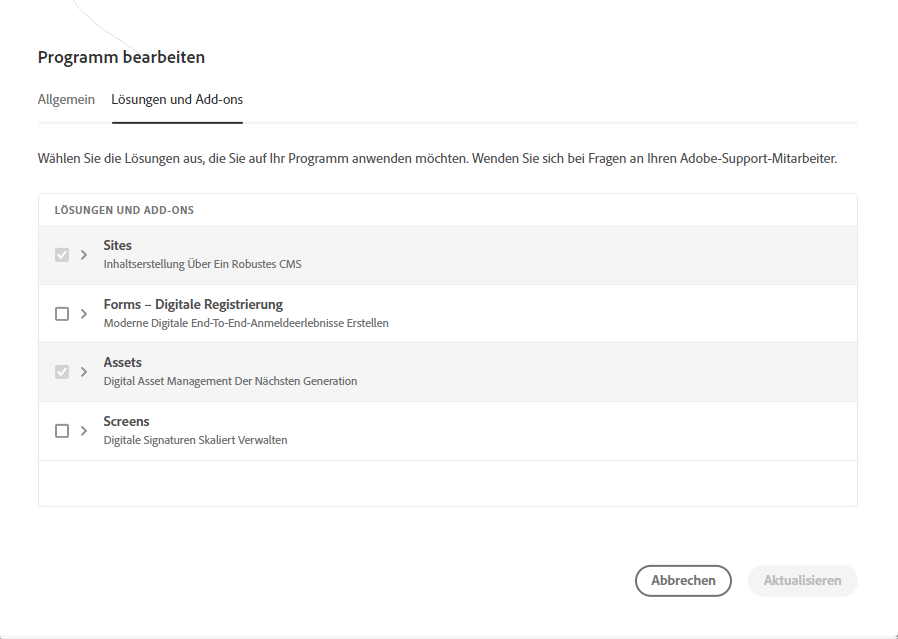 Programm bearbeiten
Allgemein Lösungen und Add-ons
Wählen Sie die Lösungen aus, die Sie auf Ihr Programm anwenden möchten. Wenden Sie sich bei Fragen an Ihren Adobe-Support-Mitarbeiter.
LÖSUNGEN UND ADD-ONS
Sites
Inhaltserstellung Über Ein Robustes CMS
Forms – Digitale Registrierung
Moderne Digitale End-To-End-Anmeldeerlebnisse Erstellen
Assets
Digital Asset Management Der Nächsten Generation
Screens
Digitale Signaturen Skaliert Verwalten
Abbrechen Aktualisieren